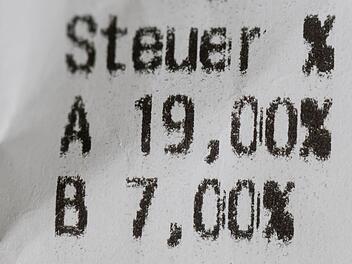 Steuer %
A 19,00%
B 7,00%